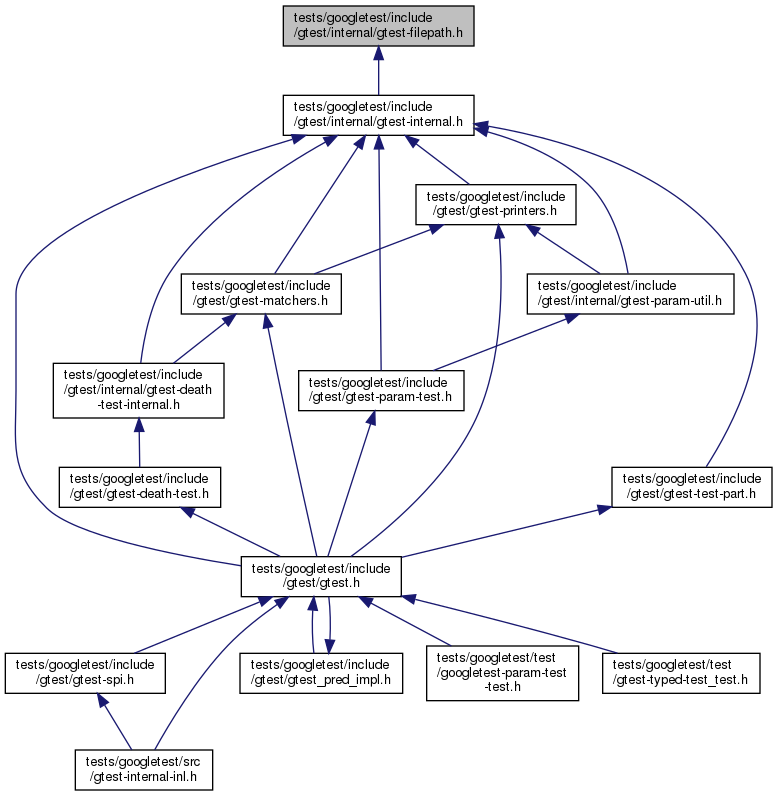 tests/googletest/include
/gtest/internal/gtest-filepath.h
tests/googletest/include
/gtest/internal/gtest-internal.h
tests/googletest/include
/gtest/gtest-printers.h
tests/googletest/include
/gtest/gtest-matchers.h
tests/googletest/include
/gtest/internal/gtest-param-util.h
tests/googletest/include
/gtest/internal/gtest-death
-test-internal.h
tests/googletest/include
/gtest/gtest-param-test.h
tests/googletest/include
/gtest/gtest-death-test.h
tests/googletest/include
/gtest/gtest-test-part.h
tests/googletest/include
/gtest/gtest.h
tests/googletest/include
/gtest/gtest-spi.h
tests/googletest/include
/gtest/gtest_pred_impl.h
tests/googletest/test
/googletest-param-test
-test.h
tests/googletest/test
/gtest-typed-test_test.h
tests/googletest/src
/gtest-internal-inl.h